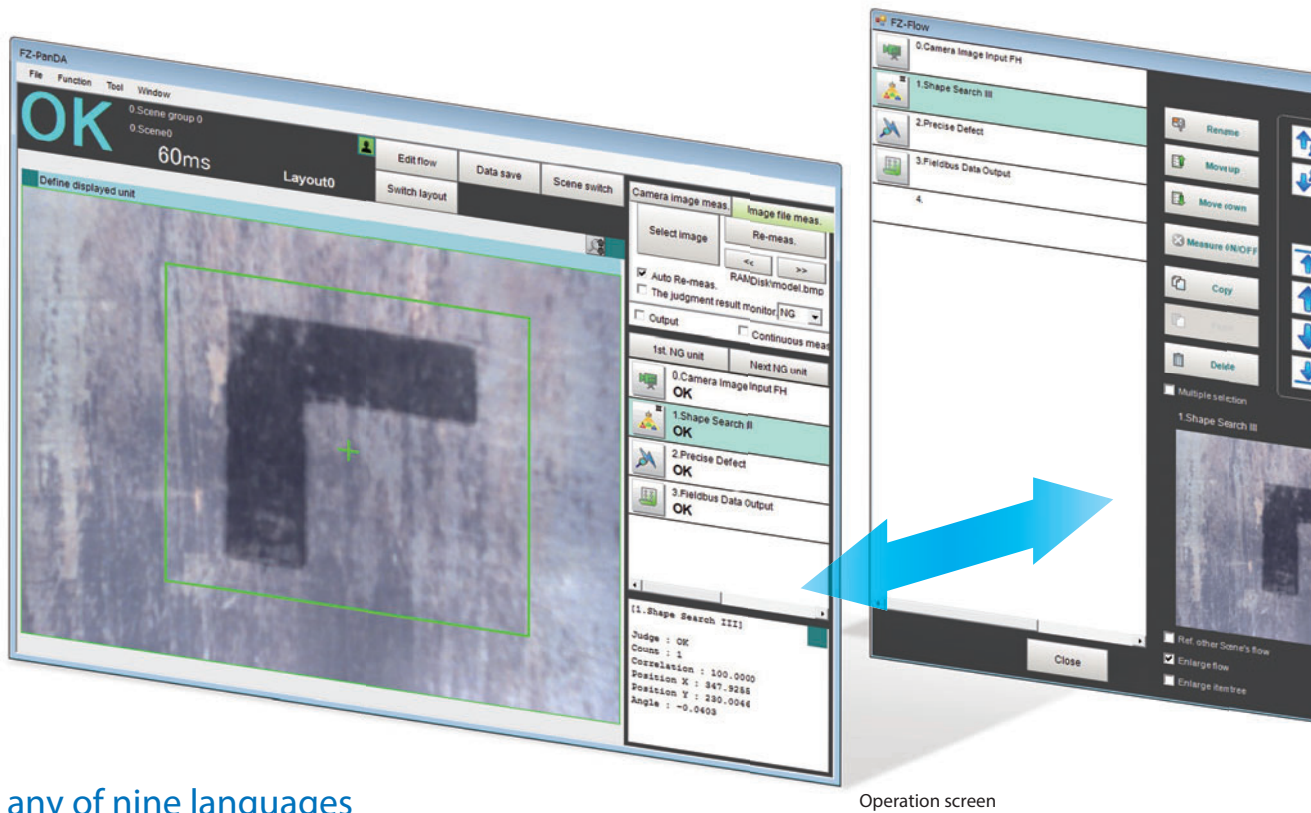 FZ-PanDA
File Function Tool Window
OK
0.Scene group 0
0.Scene0
60ms
Layout0
Edit flow
Data save
Scene switch
Switch layout
Define displayed unit
Camera image meas.
Image file meas.
Select image
Re-meas.
<<
>>
Auto Re-meas.
RAMDisk\model.bmp
The judgment result monitor.
NG
Output
Continuous meas
1st. NG unit
Next NG unit
0.Camera Image Input FH
OK
1.Shape Search III
OK
2.Precise Defect
OK
3.Fieldbus Data Output
OK
[1.Shape Search III]
Judge : OK
Count : 1
Correlation : 100.0000
Position X : 347.9255
Position Y : 230.0044
Angle : -0.0403
FZ-Flow
0.Camera Image Input FH
1.Shape Search III
2.Precise Defect
3.Fieldbus Data Output
4.
Rename
Move up
Move down
Measure ON/OFF
Copy
Delete
Multiple selection
1.Shape Search III
Ref. other Scene's flow
Enlarge flow
Enlarge itemtree
Close
any of nine languages
Operation screen